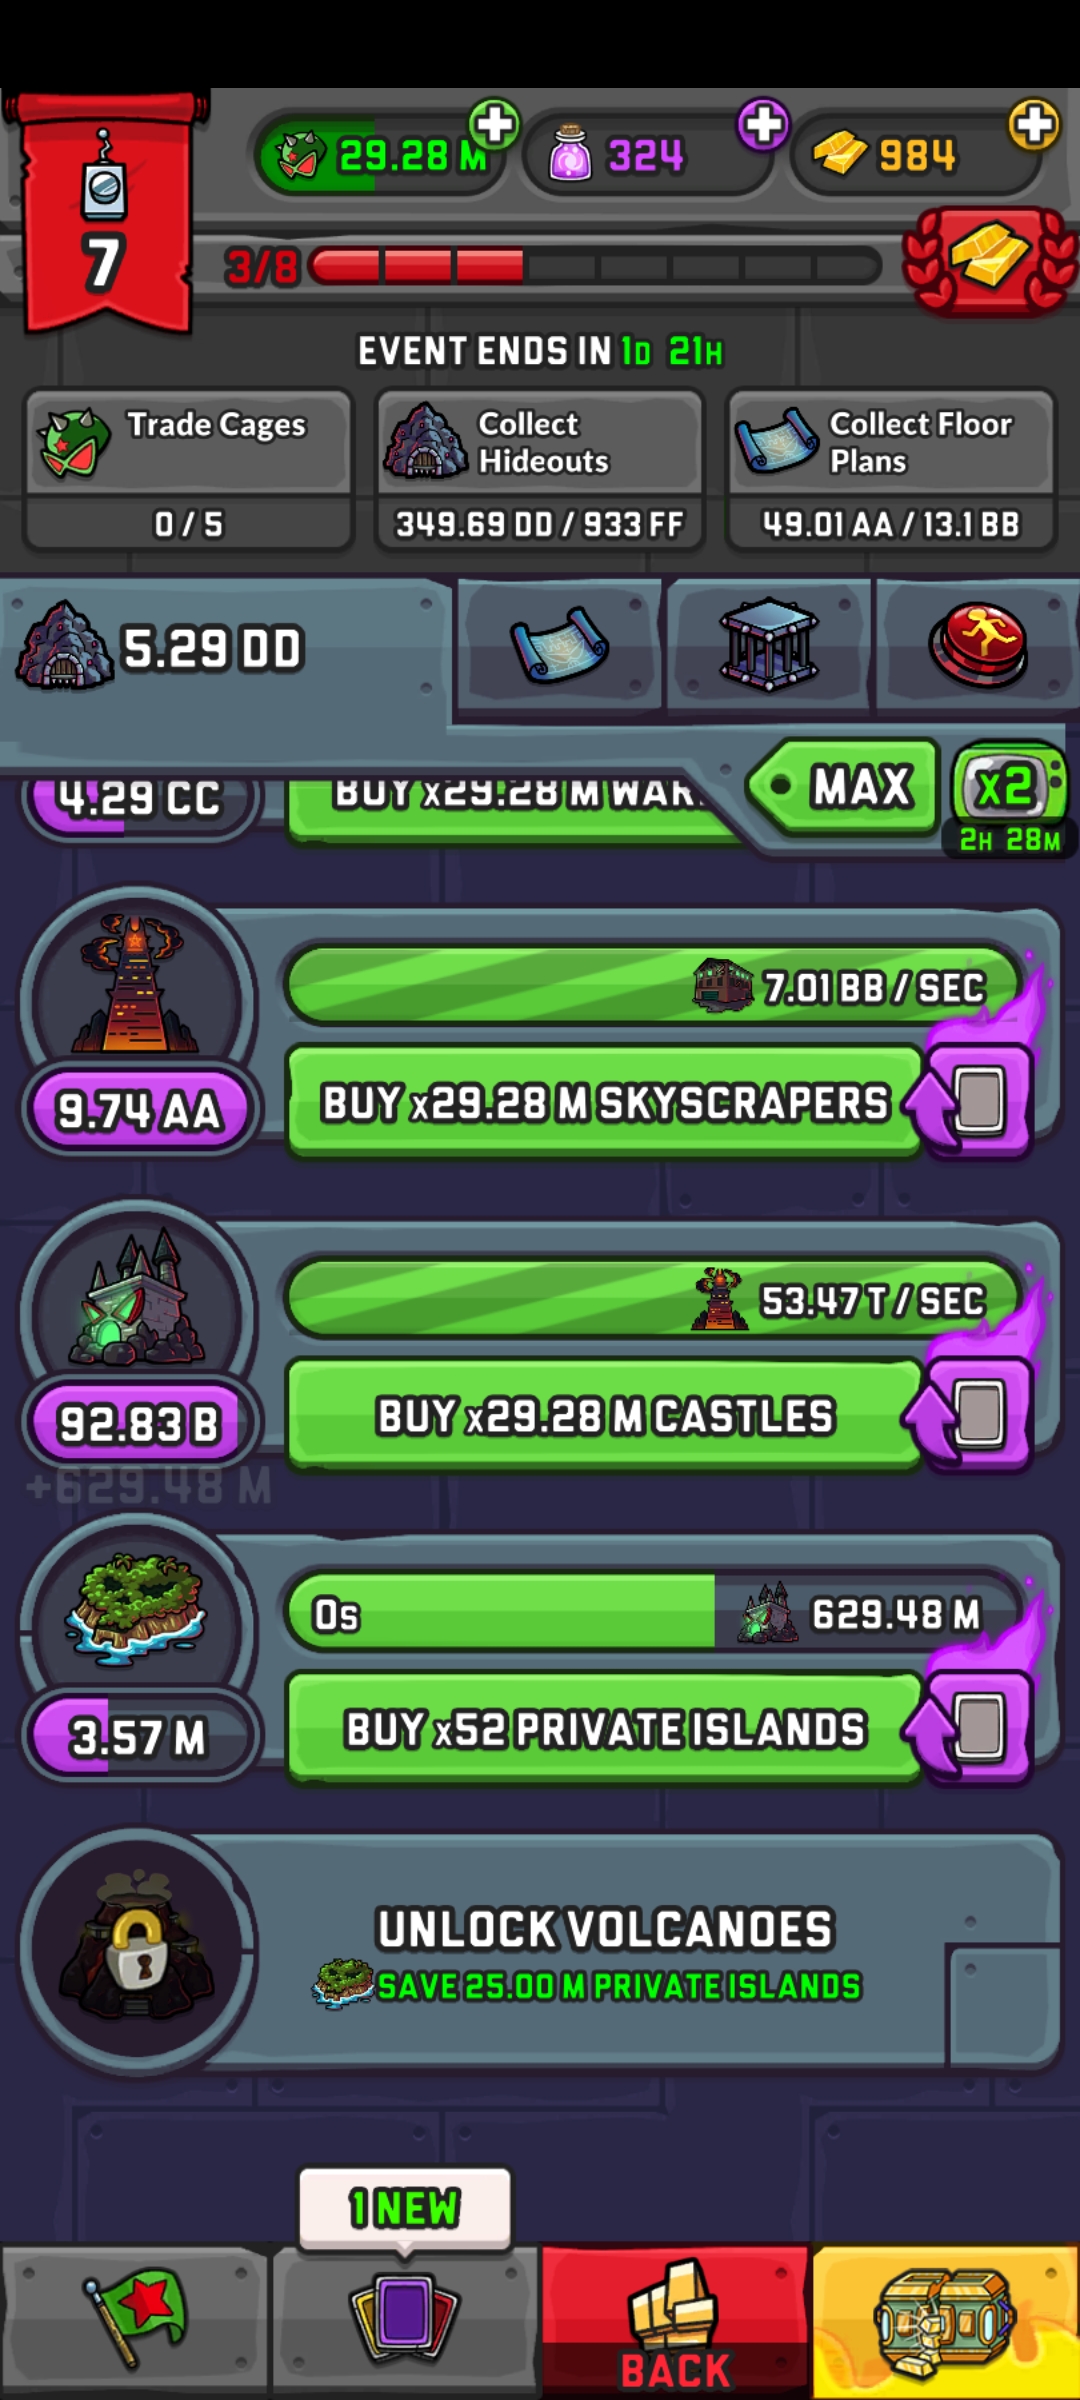 29.28 M
324
984
7
3/8
EVENT ENDS IN 1D 21H
Trade Cages
0 / 5
Collect
Hideouts
349.69 DD / 933 FF
Collect Floor
Plans
49.01 AA / 13.1 BB
5.29 DD
MAX
x2
2H 28M
4.29 CC
BUY x29.28 M WAR.
7.01 BB / SEC
9.74 AA
BUY x29.28 M SKYSCRAPERS
53.47 T / SEC
92.83 B
BUY x29.28 M CASTLES
+629.48 M
0s
629.48 M
3.57 M
BUY x52 PRIVATE ISLANDS
UNLOCK VOLCANOES
SAVE 25.00 M PRIVATE ISLANDS
1 NEW
BACK